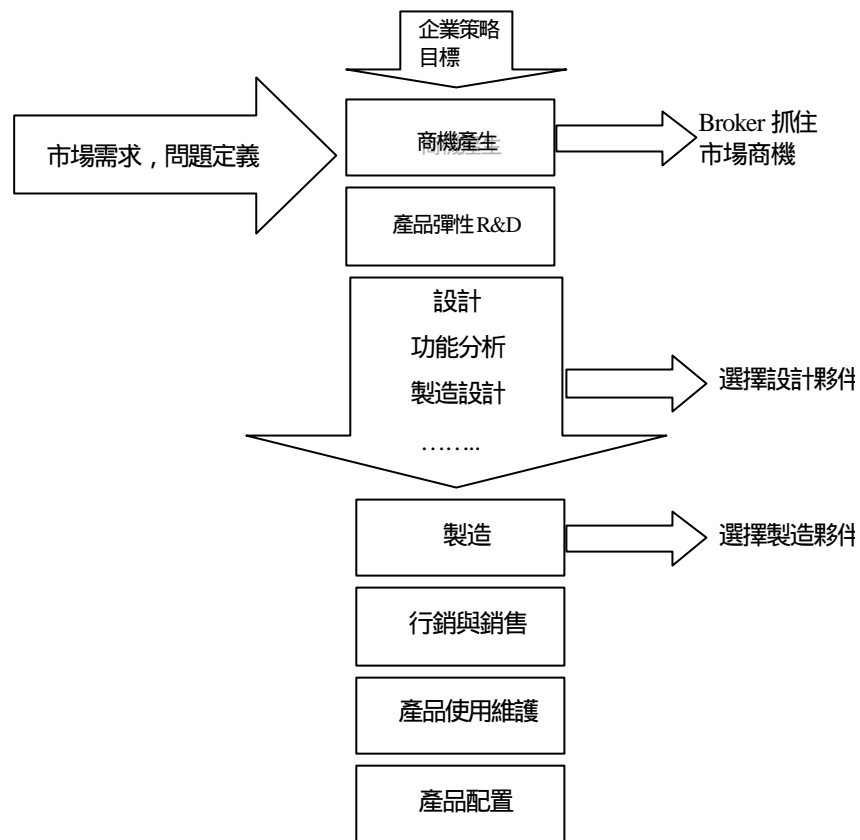 企業策略
目標
市場需求，問題定義
商機產生
Broker 抓住
市場商機
產品彈性R&D
設計
功能分析
製造設計
……...
選擇設計夥伴
製造
選擇製造夥伴
行銷與銷售
產品使用維護
產品配置